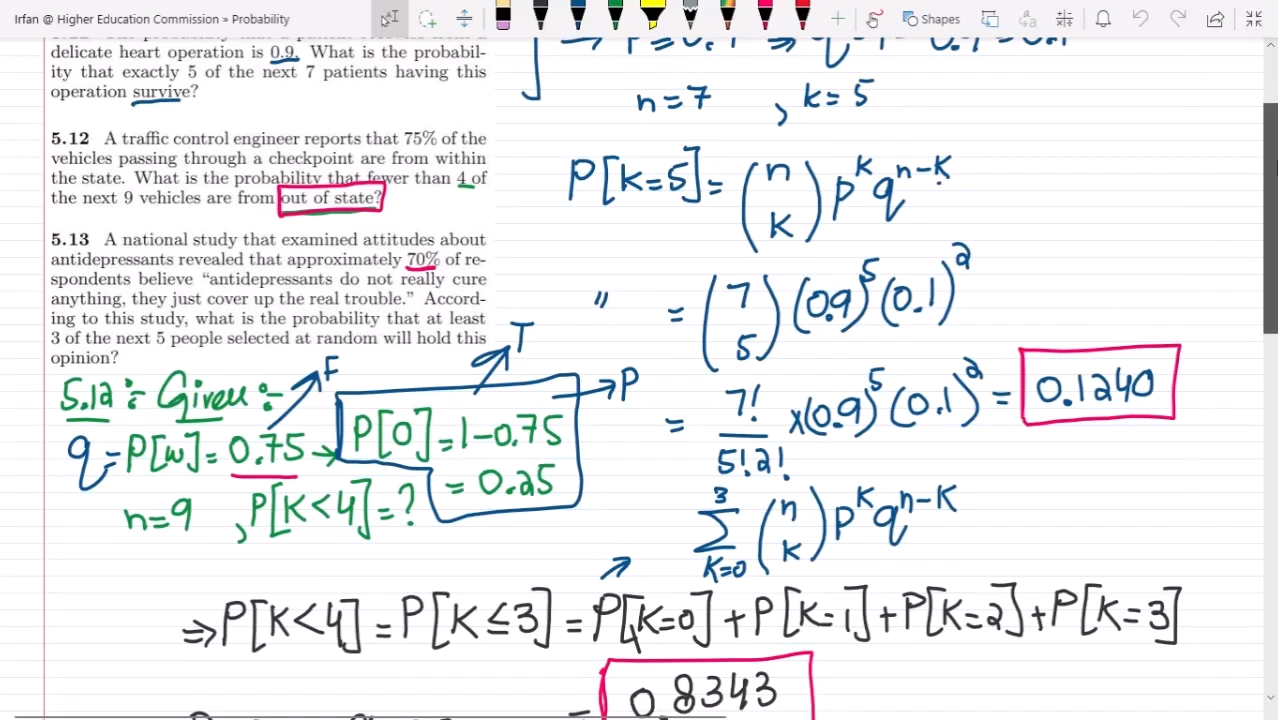 Irfan @ Higher Education Commission » Probability
Shapes
delicate heart operation is 0.9. What is the probabil-
ity that exactly 5 of the next 7 patients having this
operation survive?
5.12 A traffic control engineer reports that 75% of the
vehicles passing through a checkpoint are from within
the state. What is the probability that fewer than 4 of
the next 9 vehicles are from out of state?
5.13 A national study that examined attitudes about
antidepressants revealed that approximately 70% of re-
spondents believe “antidepressants do not really cure
anything, they just cover up the real trouble.” Accord-
ing to this study, what is the probability that at least
3 of the next 5 people selected at random will hold this
opinion?
n=7 , k=5
P[K=5]= (n K) p^K q^n-K
" = (7 5) (0.9)^5 (0.1)^2
= 7!/5!2! ×(0.9)^5 (0.1)^2 = 0.1240
5.12 :- Given :-
F
T
P
q=P[w]=0.75 → P[O]=1-0.75
= 0.25
n=9 , P[K<4]=?
3 Σ K=0 (n K) p^K q^n-K
⇒P[K<4]=P[K≤3]=P[K=0]+P[K=1]+P[K=2]+P[K=3]
= 0.8343